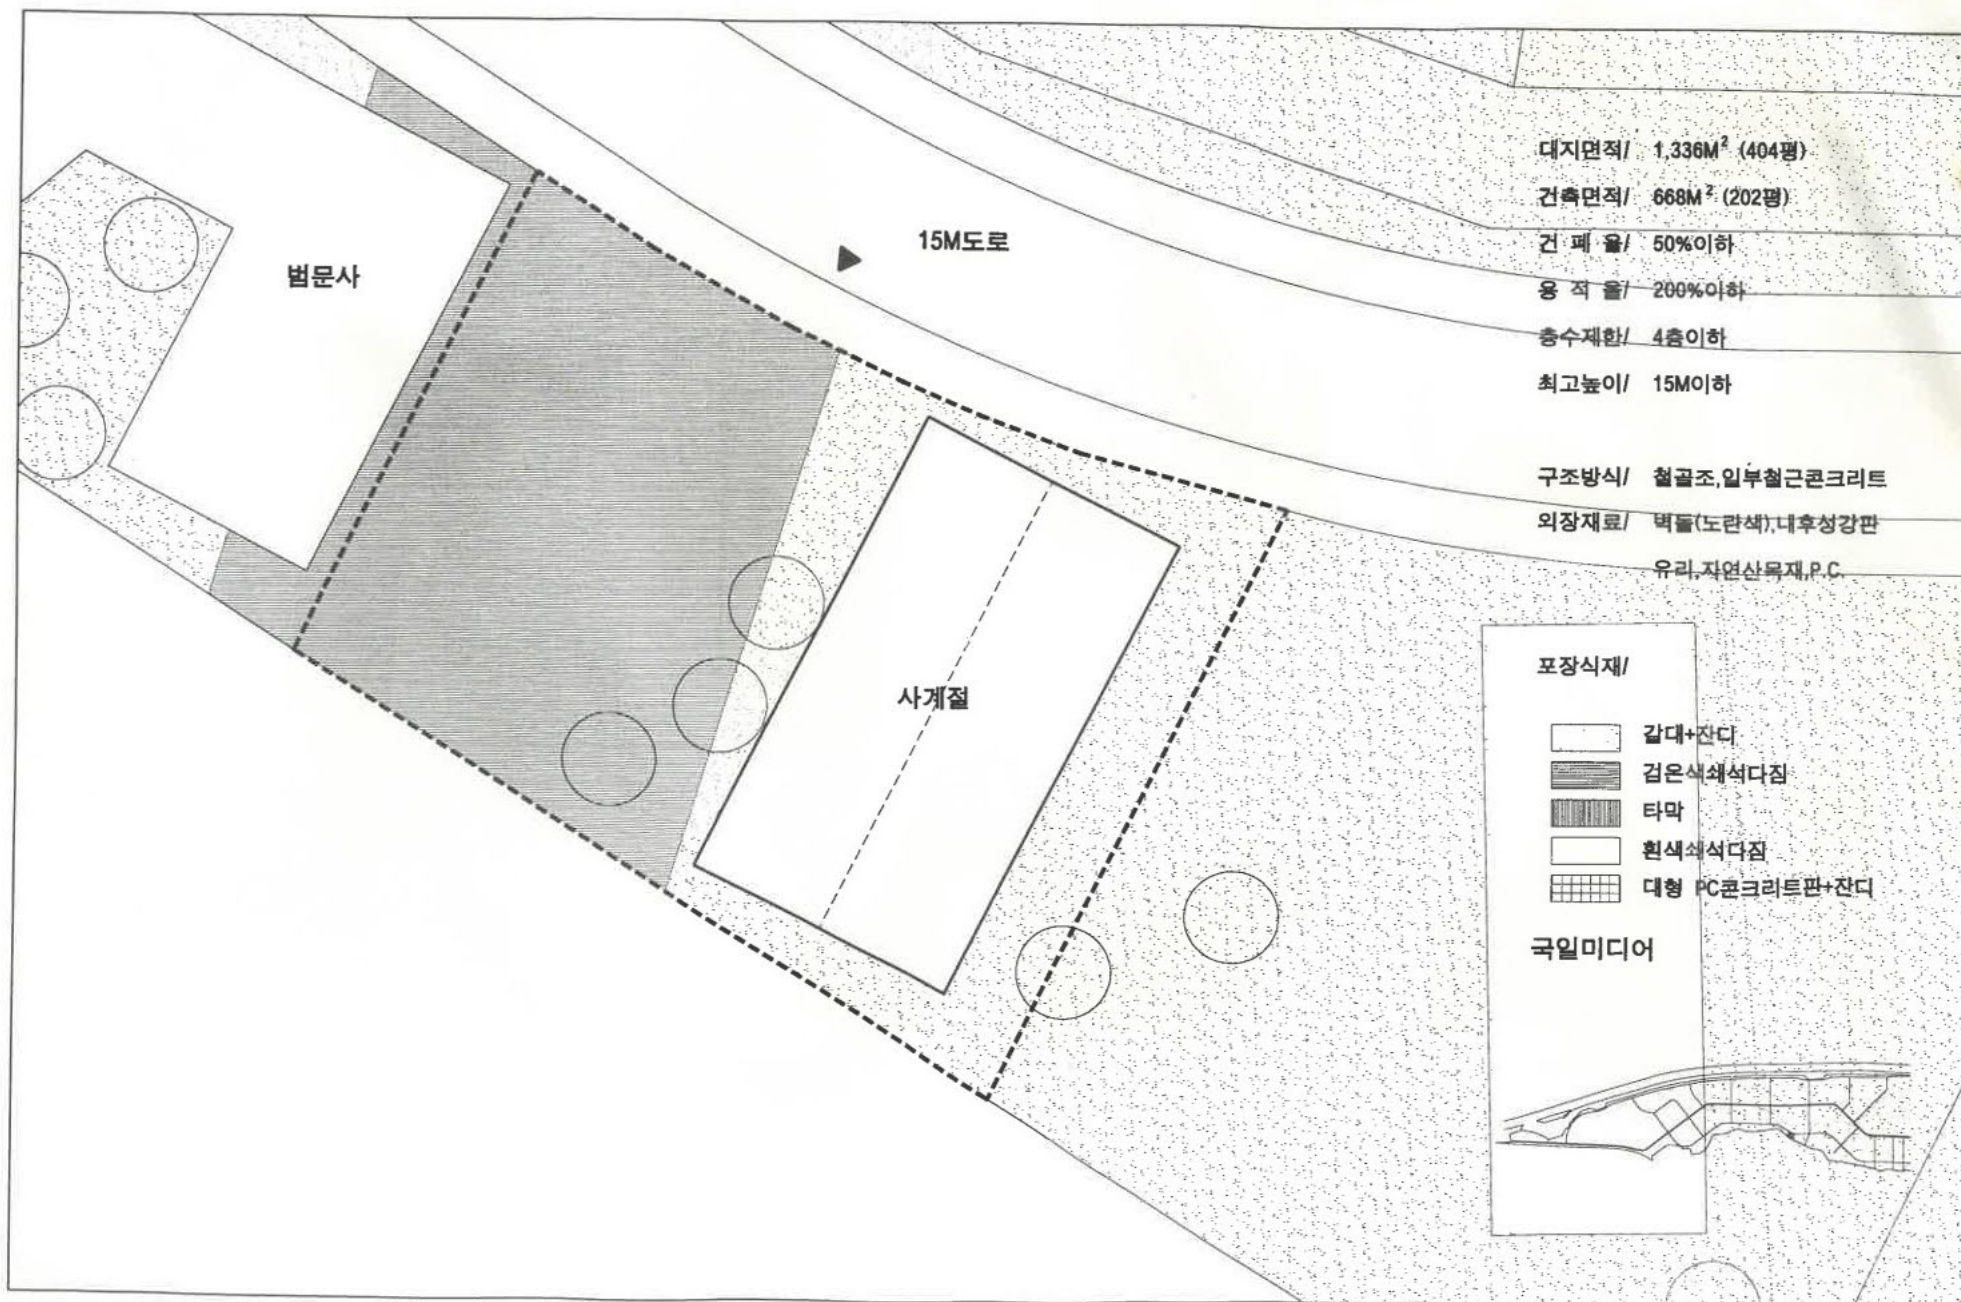 대지면적/ 1,336M² (404평)
건축면적/ 668M² (202평)
건 폐 율/ 50%이하
용 적 율/ 200%이하
층수제한/ 4층이하
최고높이/ 15M이하
구조방식/ 철골조,일부철근콘크리트
외장재료/ 벽돌(노란색),내후성강판
유리,자연산목재,P.C.
15M도로
범문사
사계절
포장식재/
갈대+잔디
검은색쇄석다짐
타막
흰색쇄석다짐
대형 PC콘크리트판+잔디
국일미디어